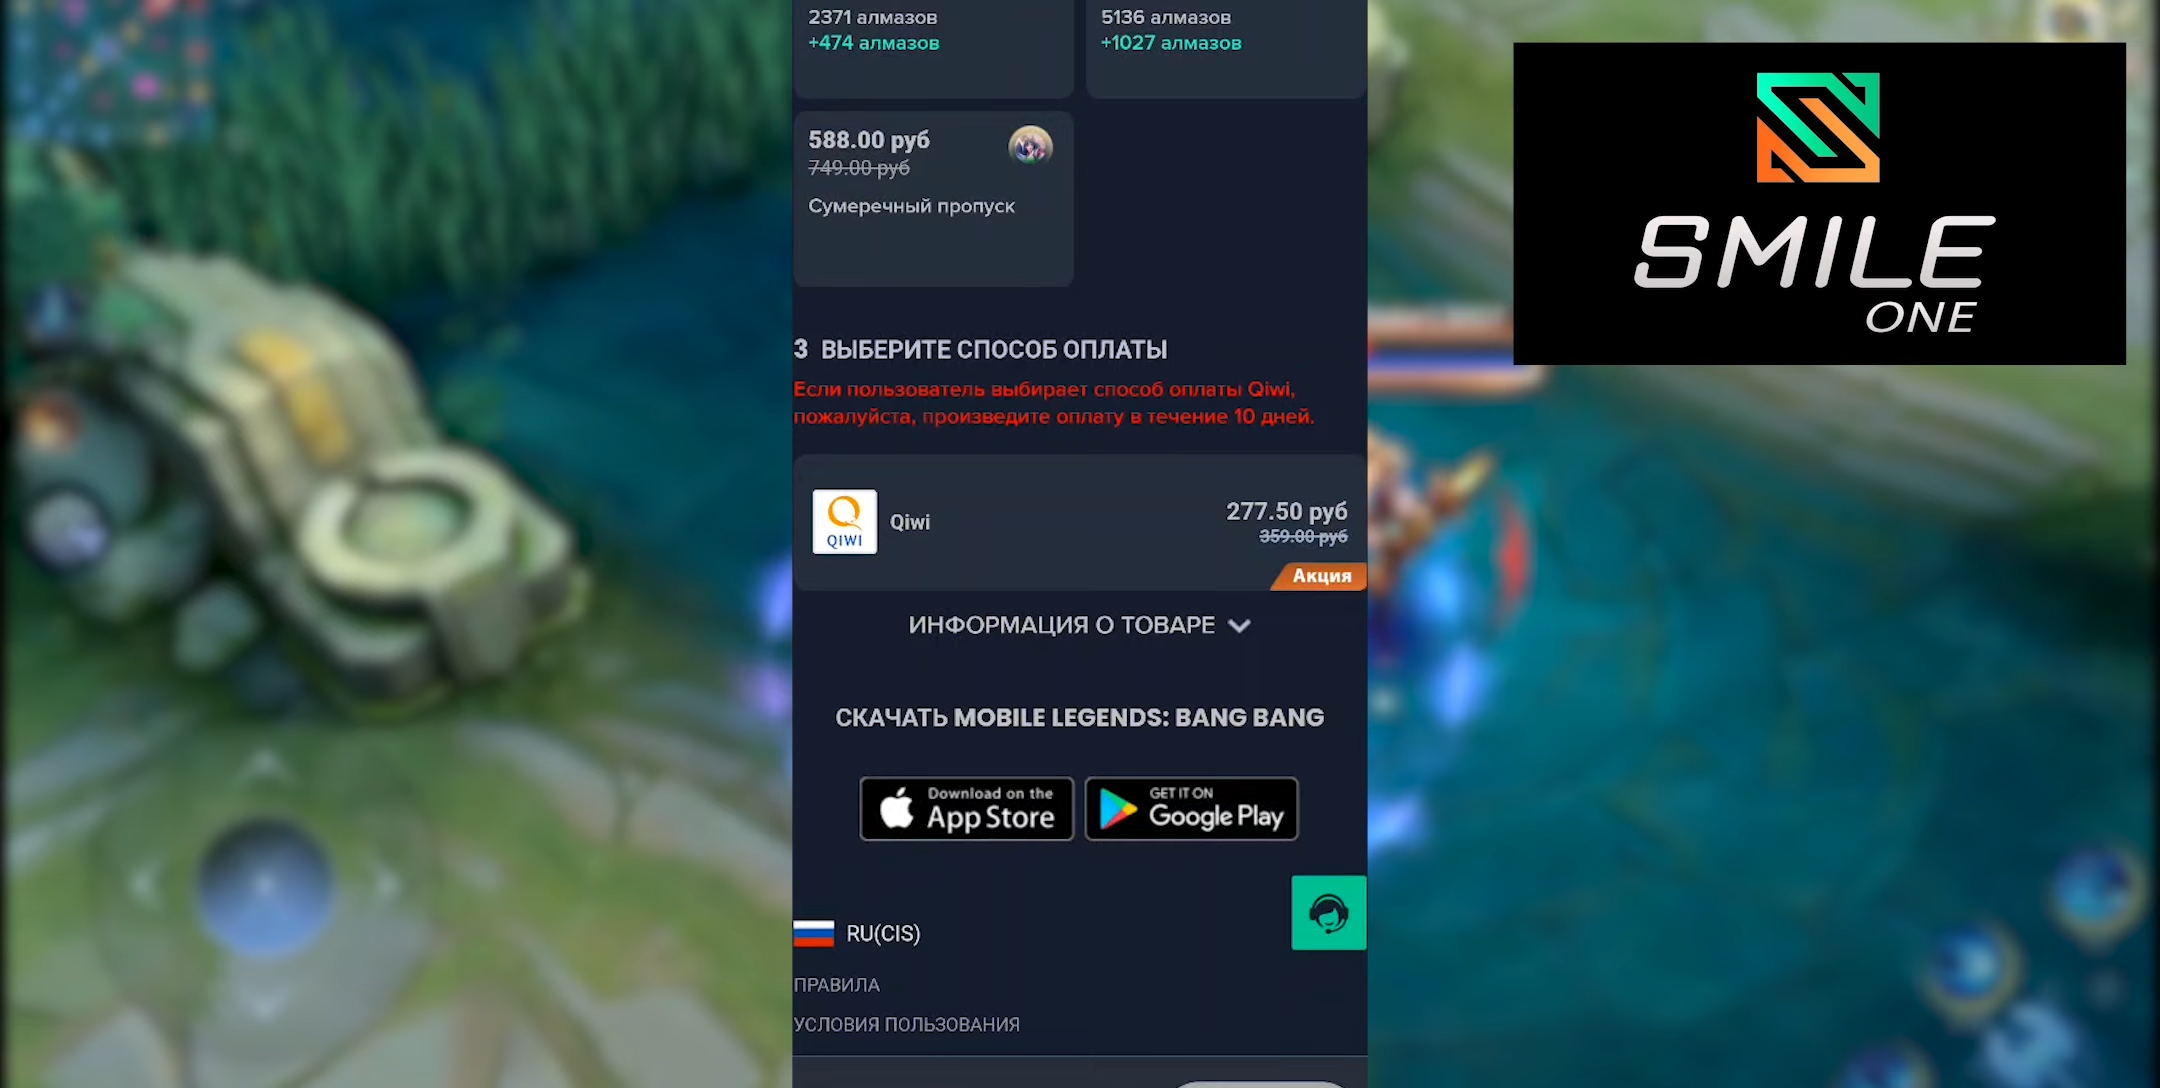 2371 алмазов
+474 алмазов
5136 алмазов
+1027 алмазов
588.00 руб
749.00 руб
Сумеречный пропуск
3 ВЫБЕРИТЕ СПОСОБ ОПЛАТЫ
Если пользователь выбирает способ оплаты Qiwi,
пожалуйста, произведите оплату в течение 10 дней.
QIWI
Qiwi
277.50 руб
359.00 руб
Акция
ИНФОРМАЦИЯ О ТОВАРЕ
СКАЧАТЬ MOBILE LEGENDS: BANG BANG
Download on the
App Store
GET IT ON
Google Play
RU(CIS)
ПРАВИЛА
УСЛОВИЯ ПОЛЬЗОВАНИЯ
SMILE
ONE